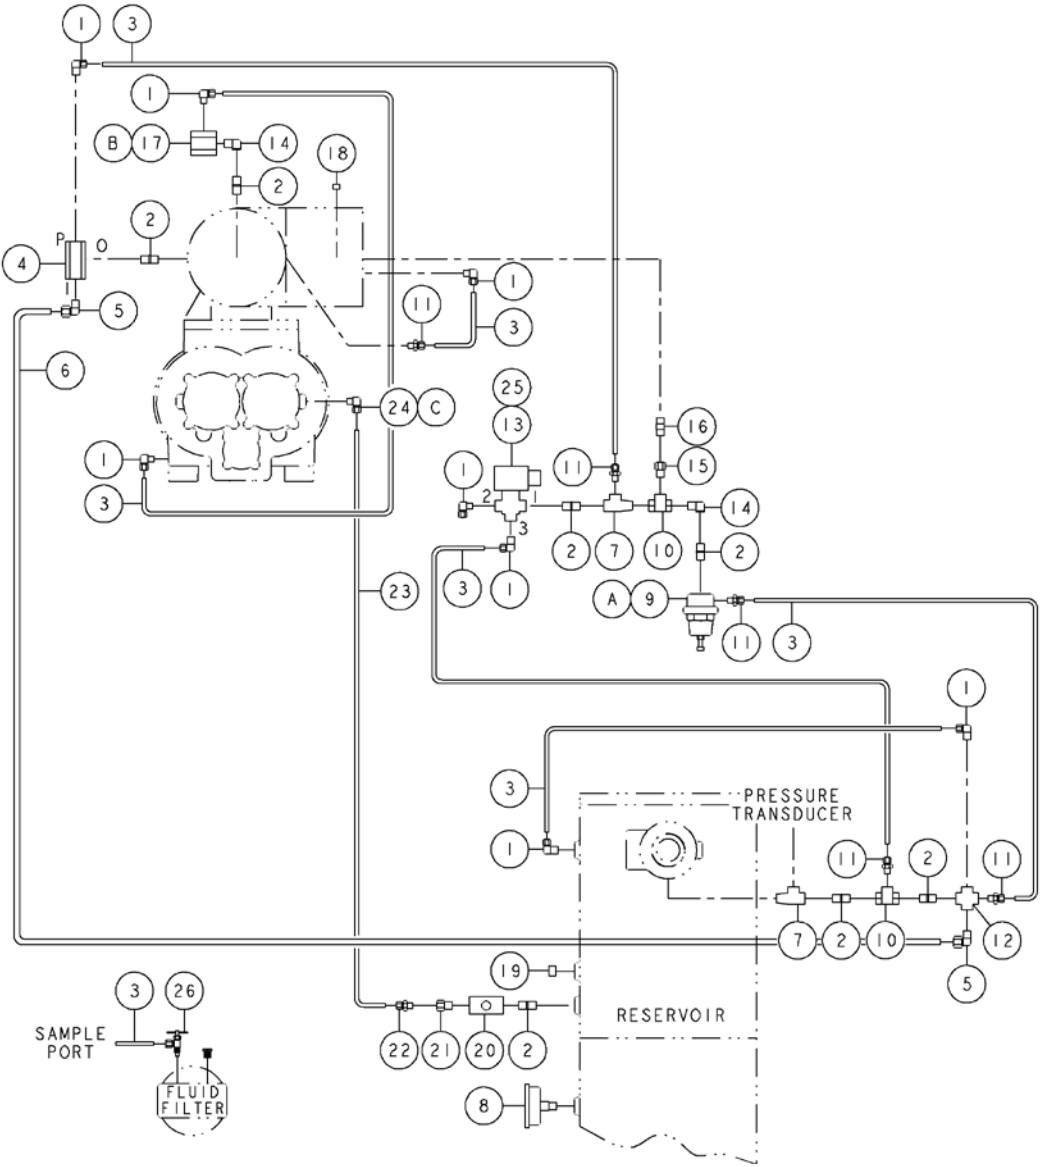 1 3
1
B 17 14 18
2
2
P O
4
1
I 5
11 3
6
25
24 C
13 16
1 1 11 15
2 1
3
14
3
2 7 10 2
3 1
23 A 9
11 3
1
3
PRESSURE
TRANSDUCER
1 11 2 11
7 2 10 12
19
5
3 26
RESERVOIR
SAMPLE
PORT
22 21 20 2
FLUID
FILTER
8